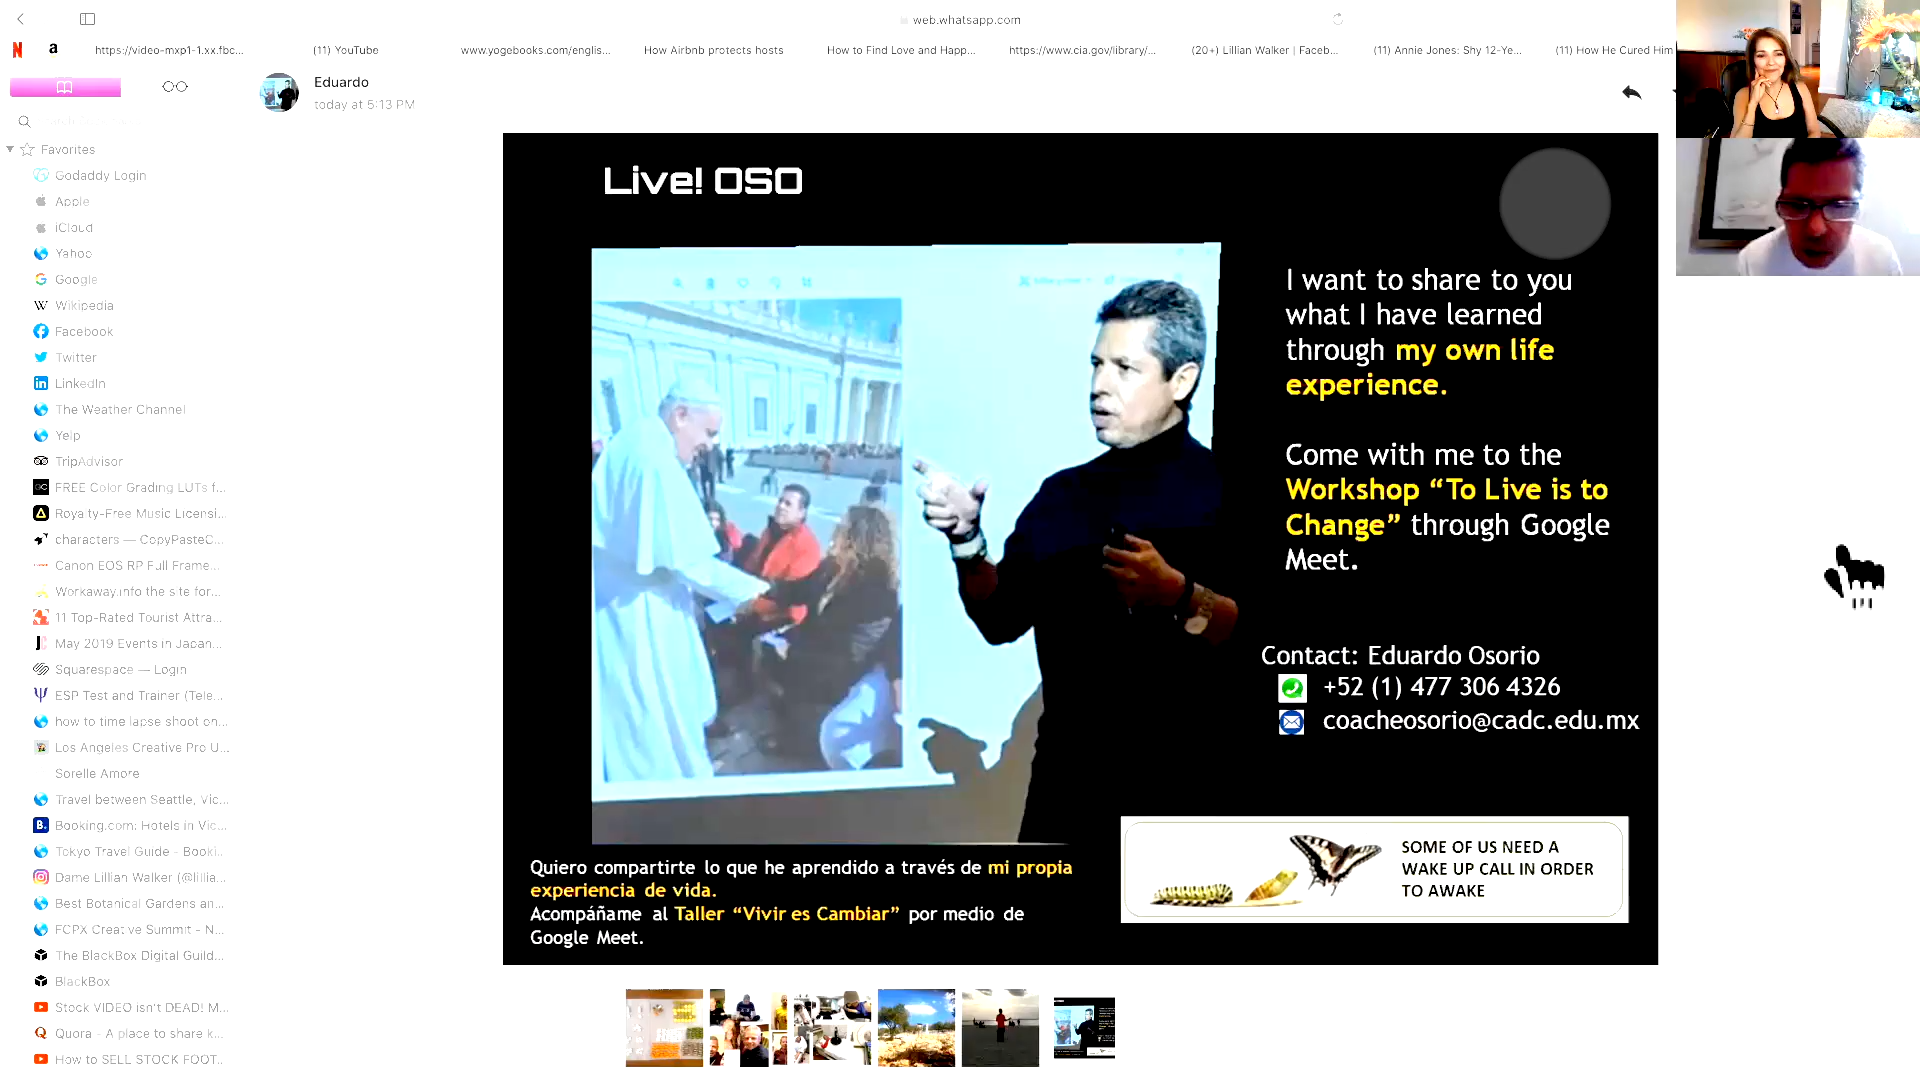 web.whatsapp.com
https://video-mxp1-1.xx.fbc...
(11) YouTube
www.yogebooks.com/englis...
How Airbnb protects hosts
How to Find Love and Happ...
https://www.cia.gov/library/...
(20+) Lillian Walker | Faceb...
(11) Annie Jones: Shy 12-Ye...
(11) How He Cured Him
Eduardo
today at 5:13 PM
Favorites
Godaddy Login
Apple
iCloud
Yahoo
Google
Wikipedia
Facebook
Twitter
LinkedIn
The Weather Channel
Yelp
TripAdvisor
FREE Color Grading LUTs f...
Royalty-Free Music Licensi...
characters — CopyPasteC...
Canon EOS RP Full Frame...
Workaway.info the site for...
11 Top-Rated Tourist Attra...
May 2019 Events in Japan...
Squarespace — Login
ESP Test and Trainer (Tele...
how to time lapse shoot on...
Los Angeles Creative Pro U...
Sorelle Amore
Travel between Seattle, Vic...
Booking.com: Hotels in Vic...
Tokyo Travel Guide - Booki...
Dame Lillian Walker (@lillia...
Best Botanical Gardens an...
FCPX Creative Summit - N...
The BlackBox Digital Guild...
BlackBox
Stock VIDEO isn't DEAD! M...
Quora - A place to share k...
How to SELL STOCK FOOT...
Live! OSO
I want to share to you
what I have learned
through my own life
experience.
Come with me to the
Workshop “To Live is to
Change” through Google
Meet.
Contact: Eduardo Osorio
+52 (1) 477 306 4326
coacheosorio@cadc.edu.mx
Quiero compartirte lo que he aprendido a través de mi propia
experiencia de vida.
Acompáñame al Taller “Vivir es Cambiar” por medio de
Google Meet.
SOME OF US NEED A
WAKE UP CALL IN ORDER
TO AWAKE